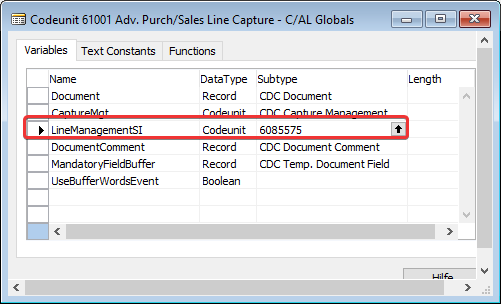 Codeunit 61001 Adv. Purch/Sales Line Capture - C/AL Globals
Variables Text Constants Functions
Name DataType Subtype Length
Document Record CDC Document
CaptureMgt Codeunit CDC Capture Management
LineManagementSI Codeunit 6085575
DocumentComment Record CDC Document Comment
MandatoryFieldBuffer Record CDC Temp. Document Field
UseBufferWordsEvent Boolean
Hilfe